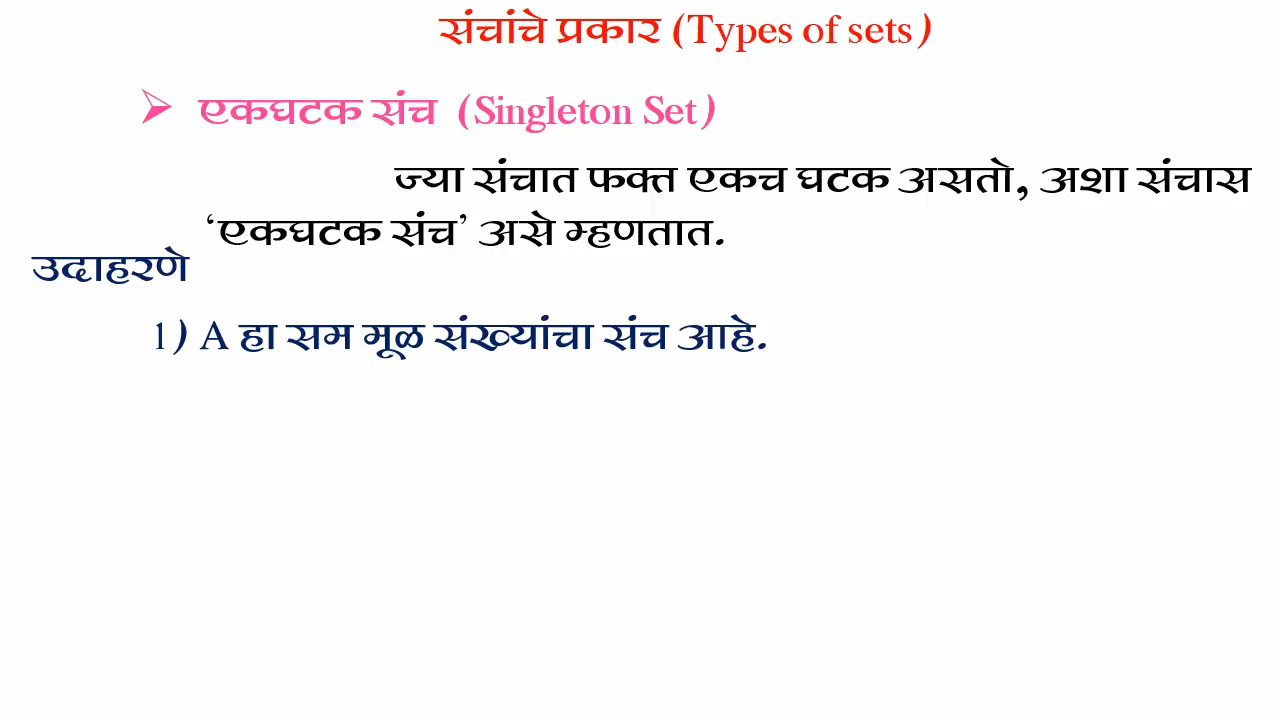 संचांचे प्रकार (Types of sets)
➢ एकघटक संच (Singleton Set)
ज्या संचात फक्त एकच घटक असतो, अशा संचास
‘एकघटक संच’ असे म्हणतात.
उदाहरणे
1) A हा सम मूळ संख्यांचा संच आहे.